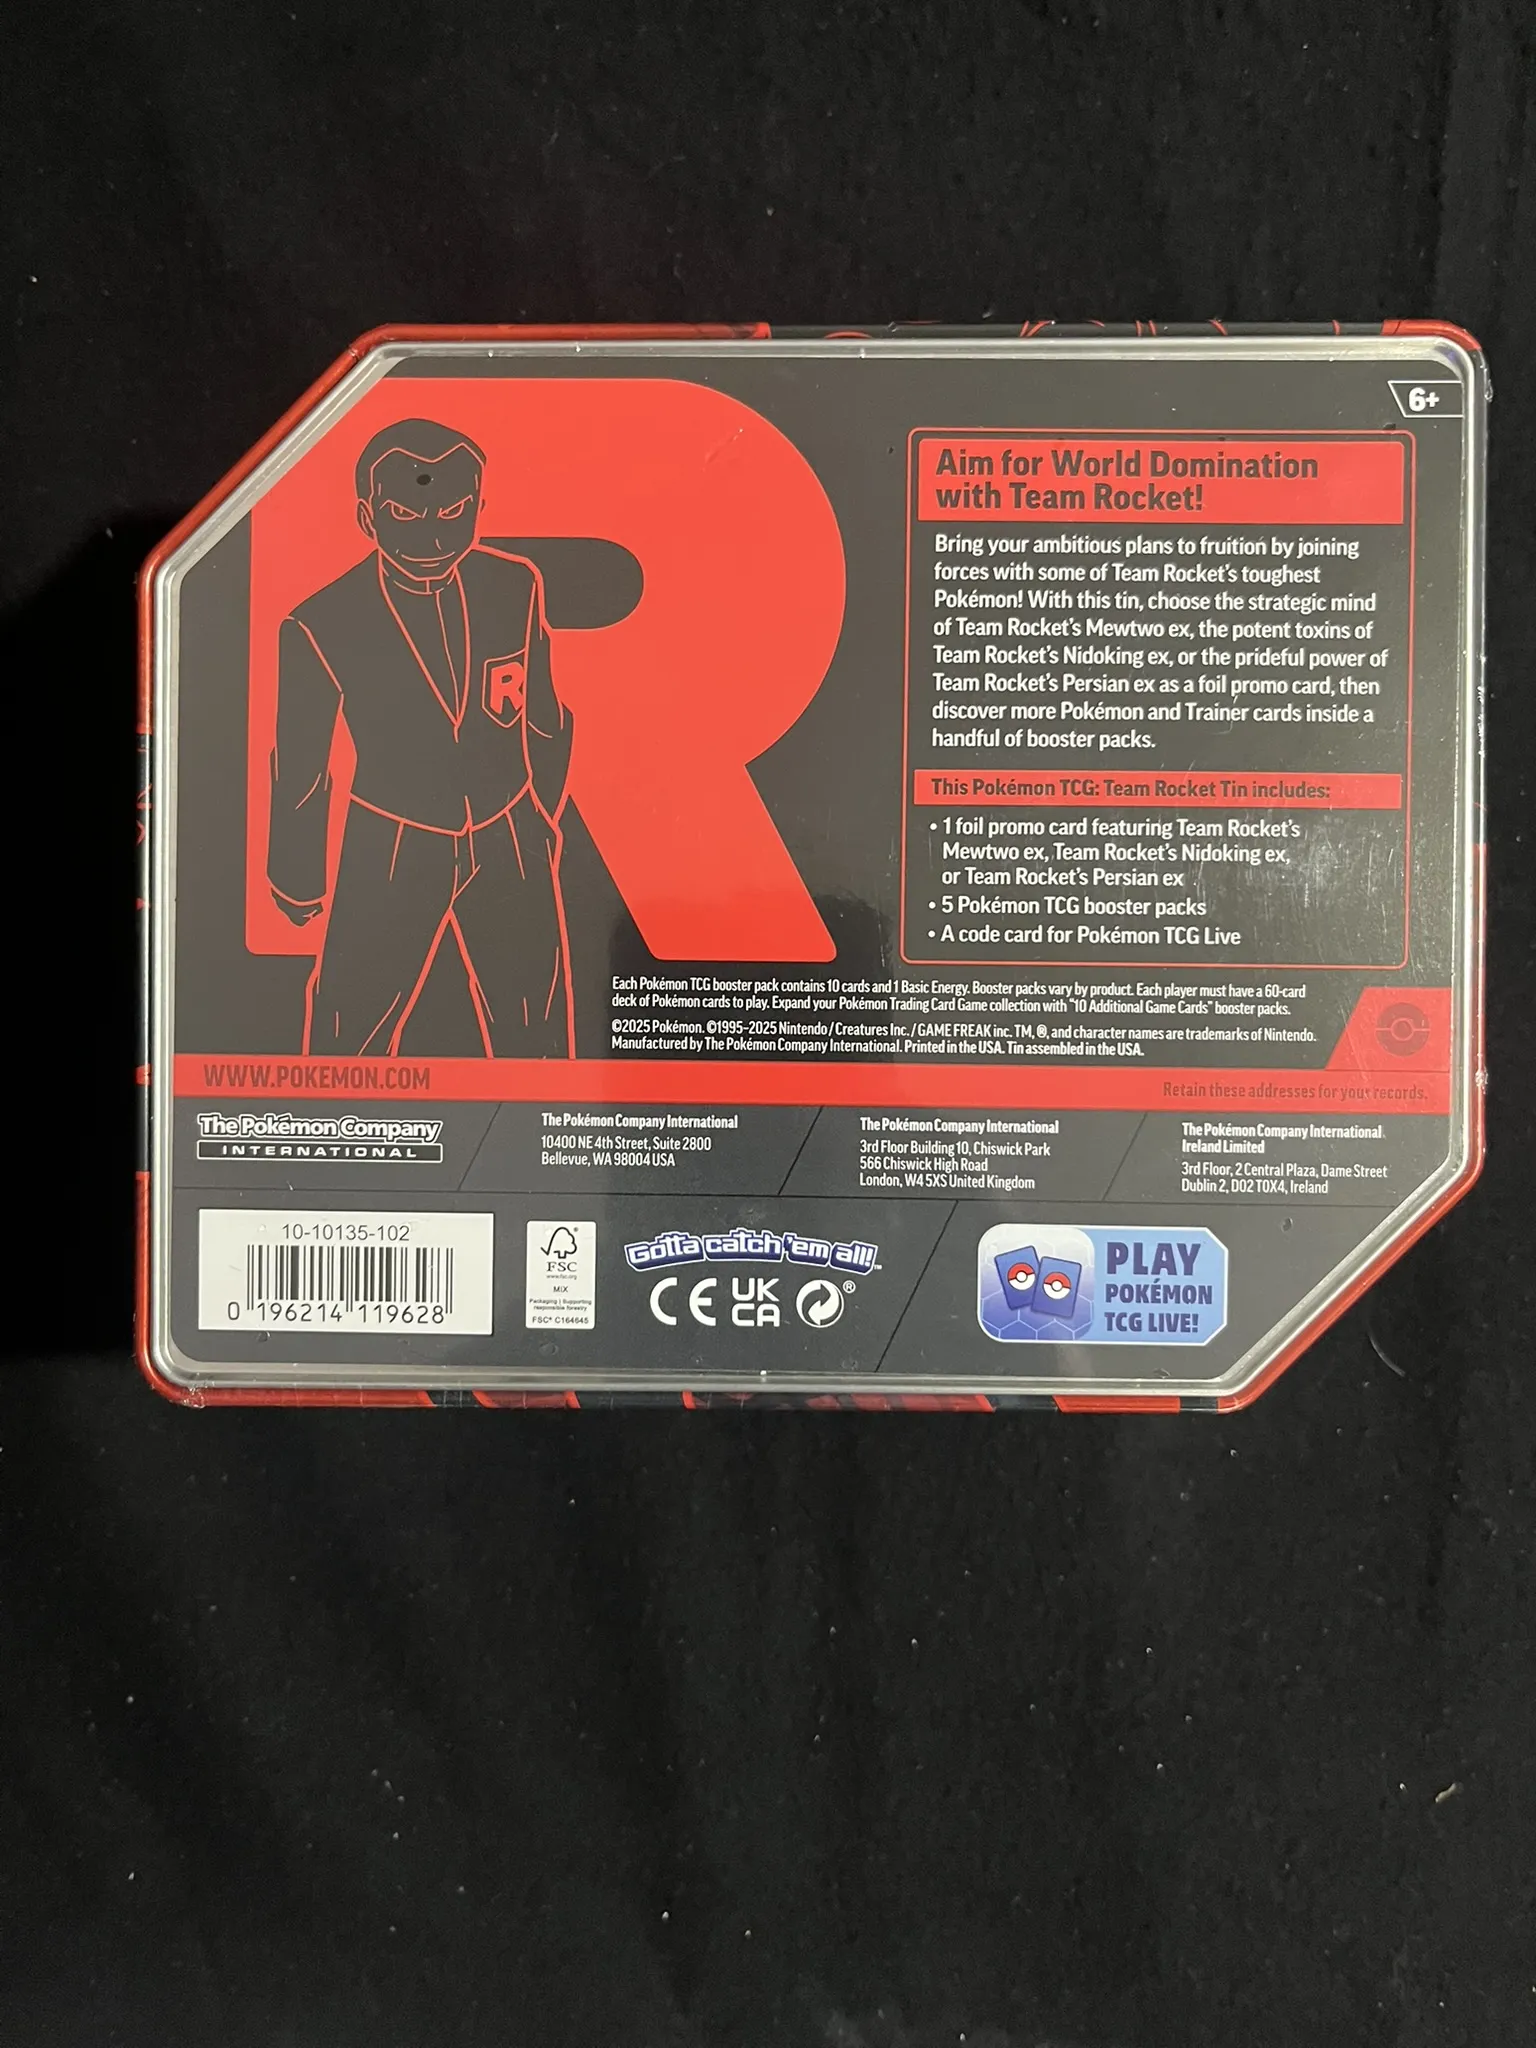 6+
R
Aim for World Domination
with Team Rocket!
Bring your ambitious plans to fruition by joining
forces with some of Team Rocket's toughest
Pokémon! With this tin, choose the strategic mind
of Team Rocket's Mewtwo ex, the potent toxins of
Team Rocket's Nidoking ex, or the prideful power of
Team Rocket's Persian ex as a foil promo card, then
discover more Pokémon and Trainer cards inside a
handful of booster packs.
This Pokémon TCG: Team Rocket Tin includes:
• 1 foil promo card featuring Team Rocket's
Mewtwo ex, Team Rocket's Nidoking ex,
or Team Rocket's Persian ex
• 5 Pokémon TCG booster packs
• A code card for Pokémon TCG Live
R
Each Pokémon TCG booster pack contains 10 cards and 1 Basic Energy. Booster packs vary by product. Each player must have a 60-card
deck of Pokémon cards to play. Expand your Pokémon Trading Card Game collection with "10 Additional Game Cards" booster packs.
©2025 Pokémon. ©1995–2025 Nintendo / Creatures Inc. / GAME FREAK inc. TM, ®, and character names are trademarks of Nintendo.
Manufactured by The Pokémon Company International. Printed in the USA. Tin assembled in the USA.
WWW.POKEMON.COM
Retain these addresses for your records.
The Pokémon Company
INTERNATIONAL
The Pokémon Company International
10400 NE 4th Street, Suite 2800
Bellevue, WA 98004 USA
The Pokémon Company International
3rd Floor Building 10, Chiswick Park
566 Chiswick High Road
London, W4 5XS United Kingdom
The Pokémon Company International
Ireland Limited
3rd Floor, 2 Central Plaza, Dame Street
Dublin 2, D02 T0X4, Ireland
10-10135-102
0 196214 119628
FSC
www.fsc.org
MIX
Packaging | Supporting
responsible forestry
FSC® C164645
Gotta catch 'em all!™
CE UK
CA ®
PLAY
POKÉMON
TCG LIVE!